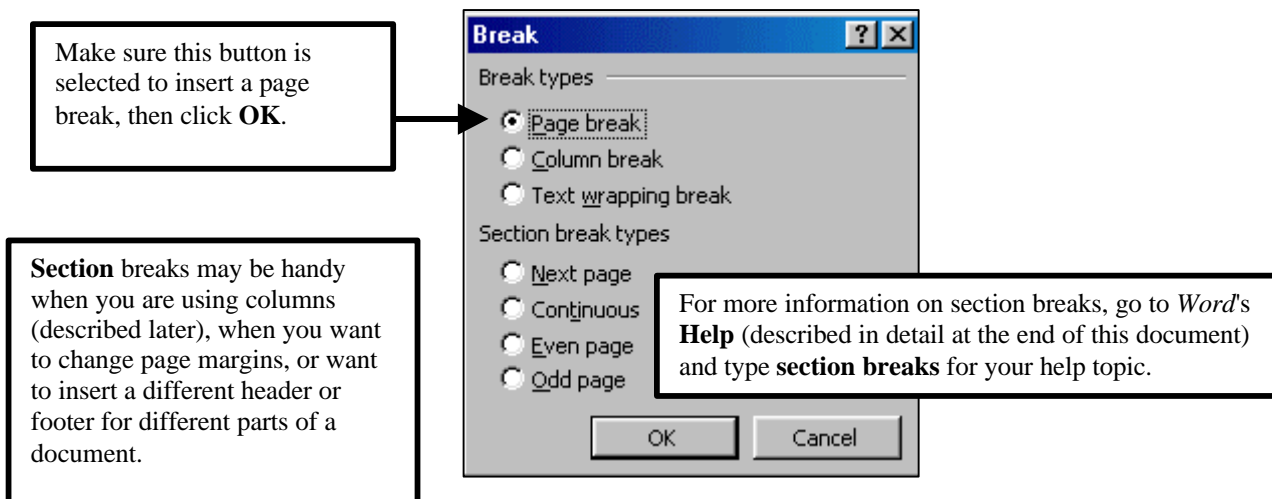 Make sure this button is
selected to insert a page
break, then click OK.
Break
Break types
Page break
Column break
Text wrapping break
Section break types
Next page
Continuous
Even page
Odd page
OK
Cancel
Section breaks may be handy
when you are using columns
(described later), when you want
to change page margins, or want
to insert a different header or
footer for different parts of a
document.
For more information on section breaks, go to Word's
Help (described in detail at the end of this document)
and type section breaks for your help topic.